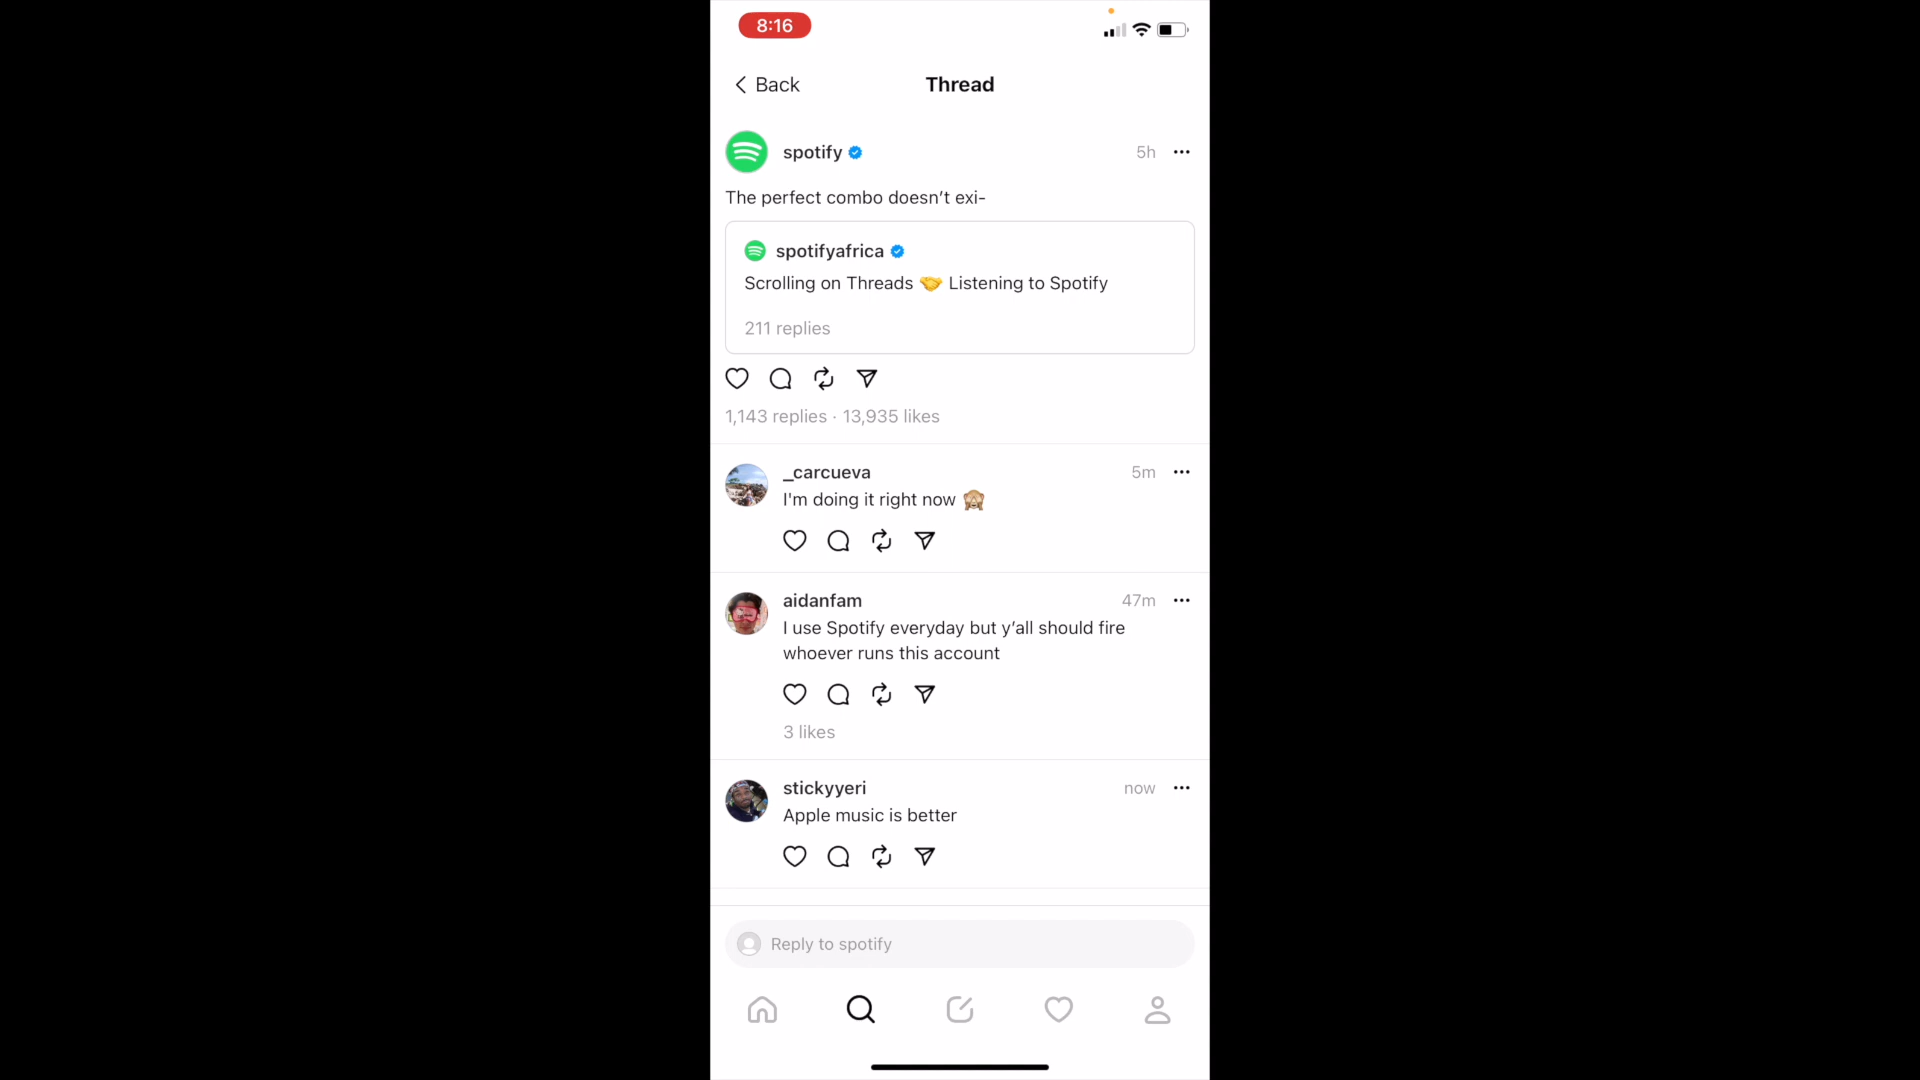 8:16
Back
Thread
spotify
5h
The perfect combo doesn’t exi-
spotifyafrica
Scrolling on Threads 🤝 Listening to Spotify
211 replies
1,143 replies · 13,935 likes
_carcueva
5m
I'm doing it right now 🙈
aidanfam
47m
I use Spotify everyday but y’all should fire
whoever runs this account
3 likes
stickyyeri
now
Apple music is better
Reply to spotify